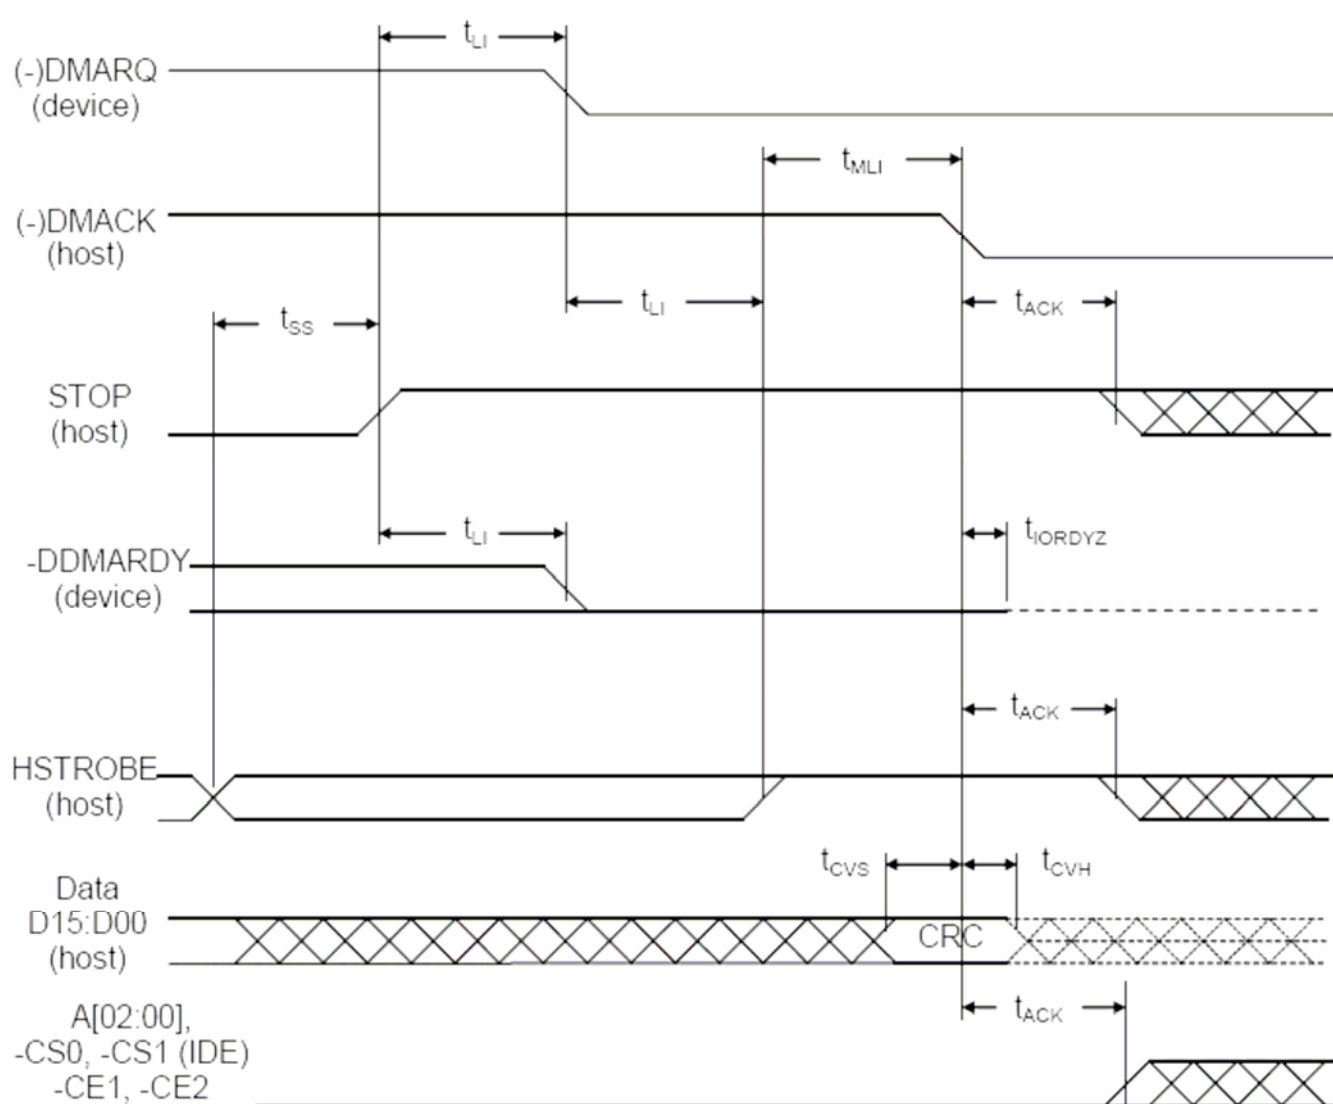 tLI
(-)DMARQ
(device)
tMLI
(-)DMACK
(host)
tLI
tACK
tSS
STOP
(host)
tLI
tIORDYZ
-DDMARDY
(device)
tACK
HSTROBE
(host)
tCVS
tCVH
Data
D15:D00
(host)
CRC
tACK
A[02:00],
-CS0, -CS1 (IDE)
-CE1, -CE2